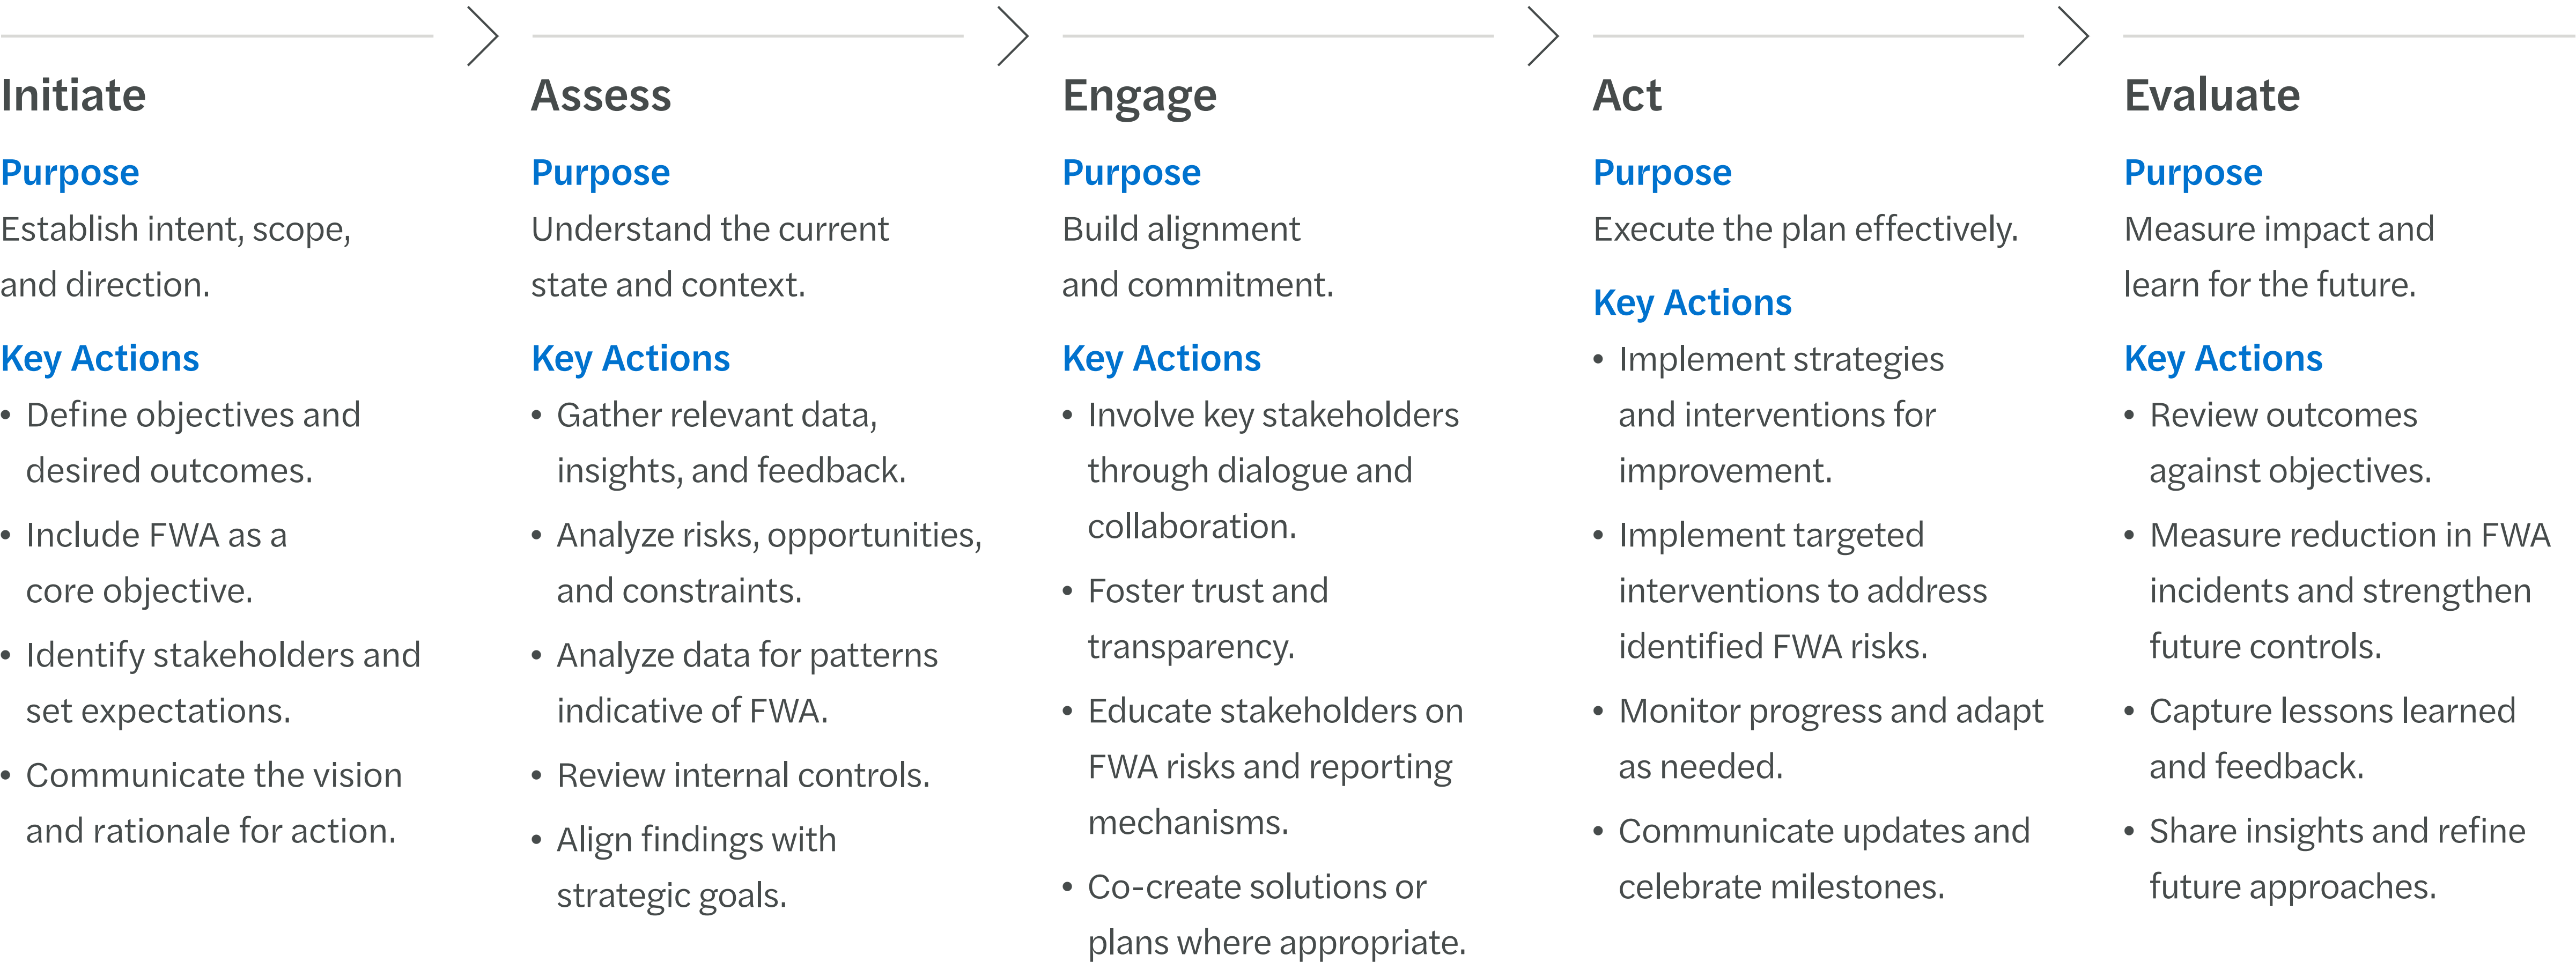 Initiate
Purpose
Establish intent, scope,
and direction.
Key Actions
• Define objectives and
desired outcomes.
• Include FWA as a
core objective.
• Identify stakeholders and
set expectations.
• Communicate the vision
and rationale for action.
Assess
Purpose
Understand the current
state and context.
Key Actions
• Gather relevant data,
insights, and feedback.
• Analyze risks, opportunities,
and constraints.
• Analyze data for patterns
indicative of FWA.
• Review internal controls.
• Align findings with
strategic goals.
Engage
Purpose
Build alignment
and commitment.
Key Actions
• Involve key stakeholders
through dialogue and
collaboration.
• Foster trust and
transparency.
• Educate stakeholders on
FWA risks and reporting
mechanisms.
• Co-create solutions or
plans where appropriate.
Act
Purpose
Execute the plan effectively.
Key Actions
• Implement strategies
and interventions for
improvement.
• Implement targeted
interventions to address
identified FWA risks.
• Monitor progress and adapt
as needed.
• Communicate updates and
celebrate milestones.
Evaluate
Purpose
Measure impact and
learn for the future.
Key Actions
• Review outcomes
against objectives.
• Measure reduction in FWA
incidents and strengthen
future controls.
• Capture lessons learned
and feedback.
• Share insights and refine
future approaches.